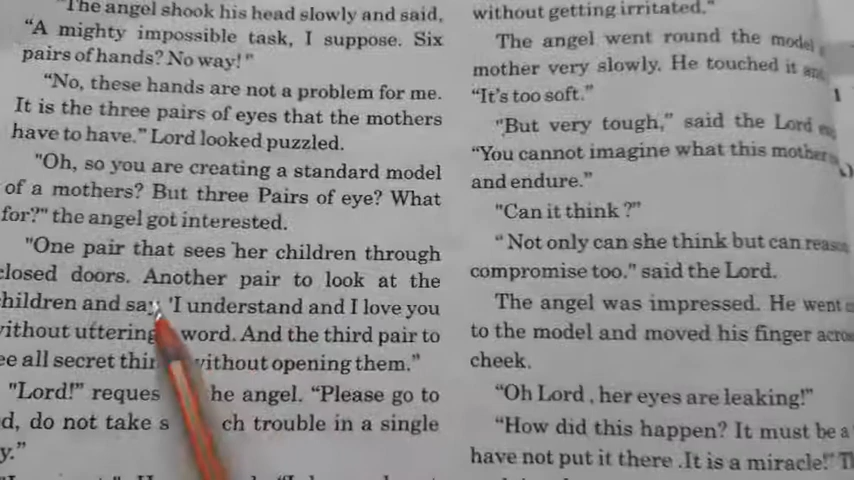 "The angel shook his head slowly and said,
"A mighty impossible task, I suppose. Six
pairs of hands? No way!"
"No, these hands are not a problem for me.
It is the three pairs of eyes that the mothers
have to have." Lord looked puzzled.
"Oh, so you are creating a standard model
of a mothers? But three Pairs of eye? What
for?" the angel got interested.
"One pair that sees her children through
closed doors. Another pair to look at the
children and say 'I understand and I love you
without uttering word. And the third pair to
all secret without opening them."
"Lord!" the angel. "Please go to
do not take trouble in a single
without getting irritated."
The angel went round the model
mother very slowly. He touched it and
"It's too soft."
"But very tough," said the Lord
"You cannot imagine what this mother
and endure."
"Can it think ?"
"Not only can she think but can
compromise too." said the Lord.
The angel was impressed. He went
to the model and moved his finger
cheek.
"Oh Lord , her eyes are leaking!"
"How did this happen? It must be a
have not put it there .It is a miracle!"